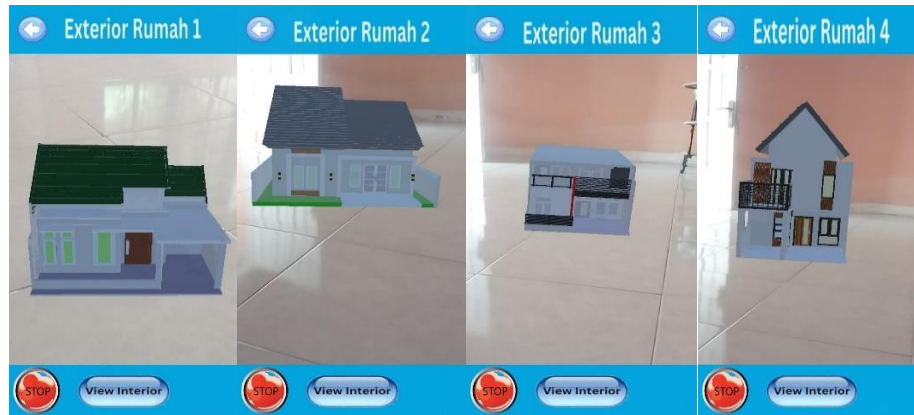 Exterior Rumah 1
Exterior Rumah 2
Exterior Rumah 3
Exterior Rumah 4
STOP
View Interior
STOP
View Interior
STOP
View Interior
STOP
View Interior